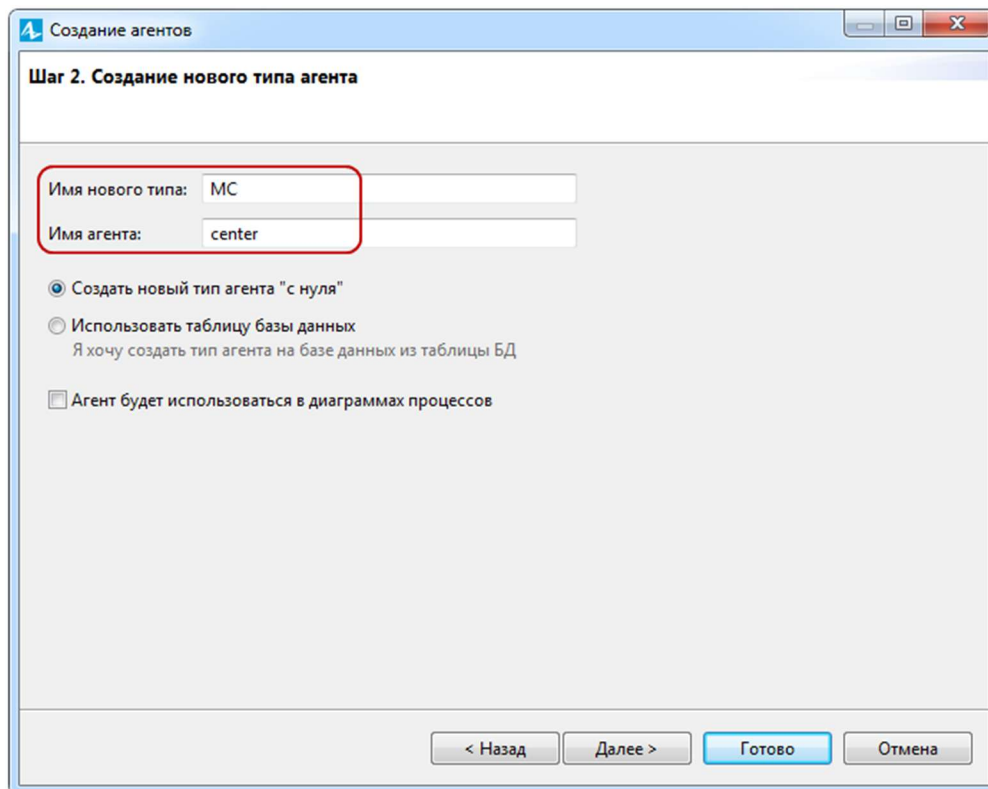 Создание агентов
Шаг 2. Создание нового типа агента
Имя нового типа: MC
Имя агента: center
Создать новый тип агента "с нуля"
Использовать таблицу базы данных
Я хочу создать тип агента на базе данных из таблицы БД
Агент будет использоваться в диаграммах процессов
< Назад Далее > Готово Отмена